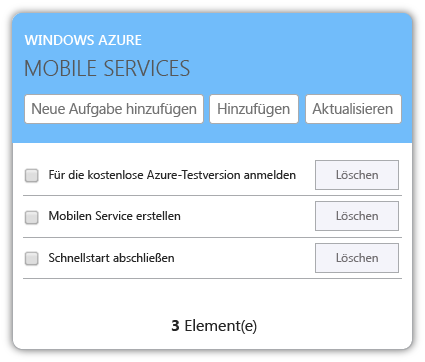 WINDOWS AZURE
MOBILE SERVICES
Neue Aufgabe hinzufügen Hinzufügen Aktualisieren
Für die kostenlose Azure-Testversion anmelden Löschen
Mobilen Service erstellen Löschen
Schnellstart abschließen Löschen
3 Element(e)